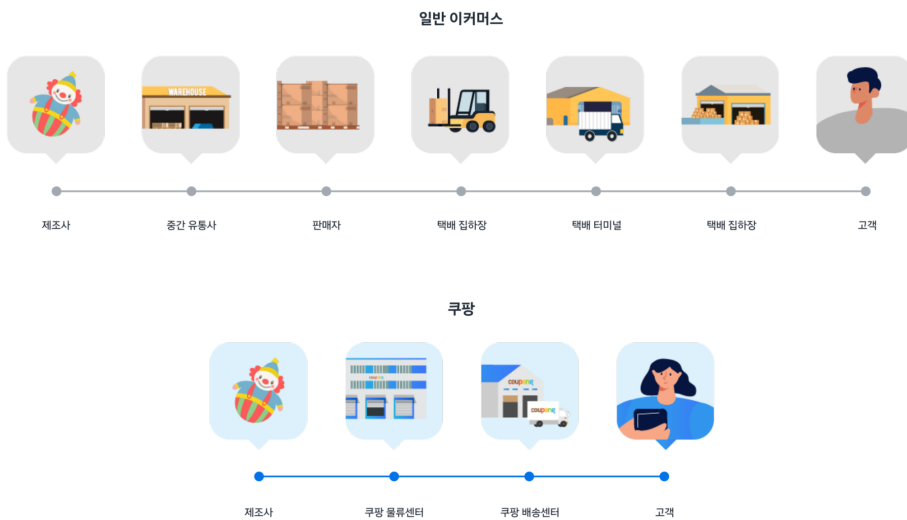 일반 이커머스
WAREHOUSE
제조사
중간 유통사
판매자
택배 집하장
택배 터미널
택배 집하장
고객
쿠팡
coupang
coupang
coupang
제조사
쿠팡 물류센터
쿠팡 배송센터
고객